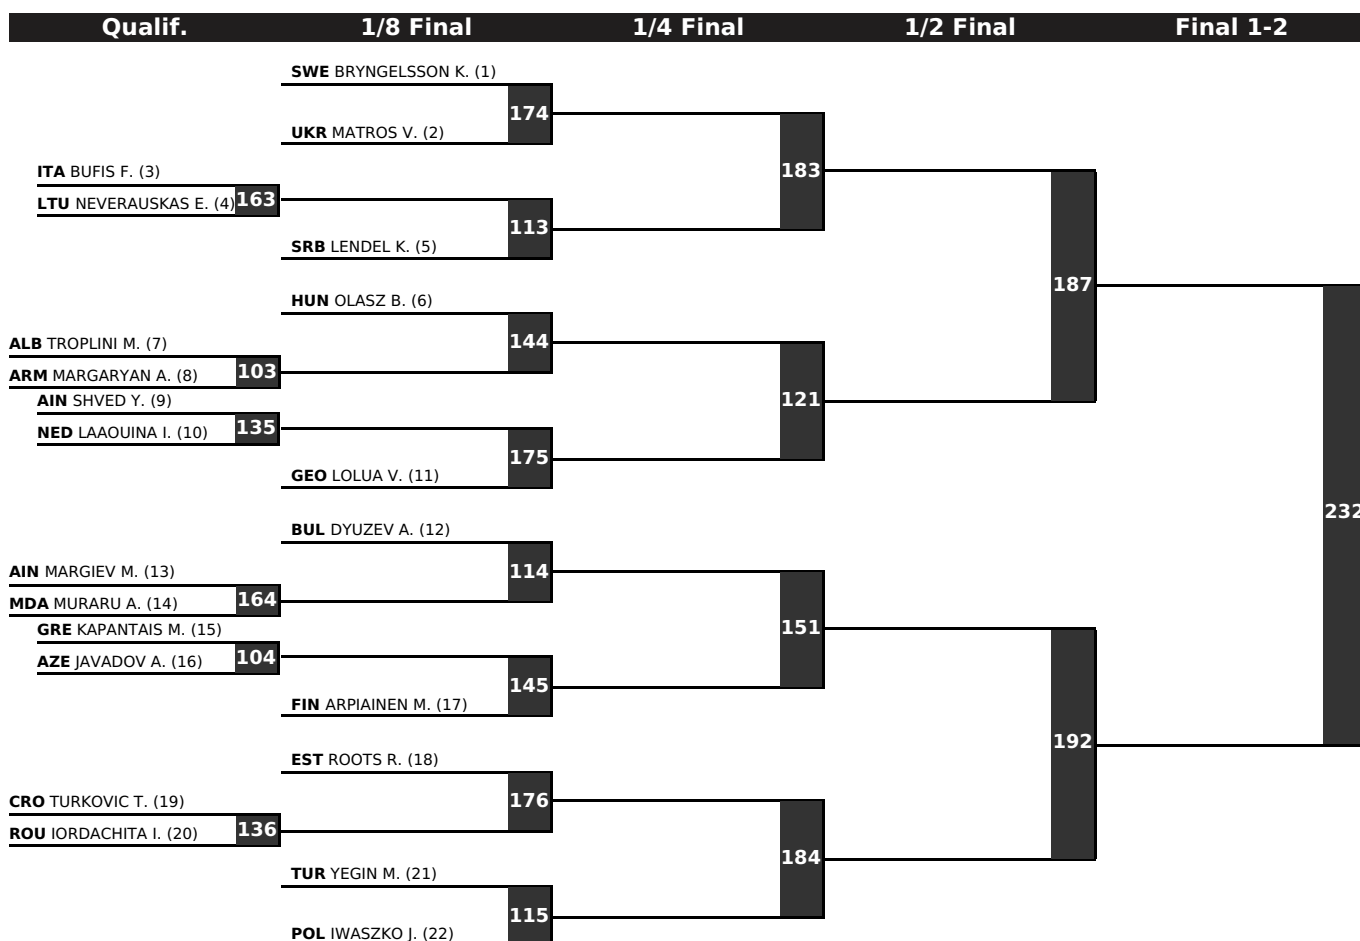 Qualif. 1/8 Final 1/4 Final 1/2 Final Final 1-2
SWE BRYNGELSSON K. (1)
174
UKR MATROS V. (2)
ITA BUFIS F. (3)
183
LTU NEVERAUSKAS E. (4) 163
113
SRB LENDEL K. (5)
187
HUN OLASZ B. (6)
144
ALB TROPLINI M. (7)
103
ARM MARGARYAN A. (8)
AIN SHVED Y. (9)
121
NED LAAOUINA I. (10) 135
175
GEO LOLUA V. (11)
232
BUL DYUZEV A. (12)
114
AIN MARGIEV M. (13)
164
MDA MURARU A. (14)
GRE KAPANTAIS M. (15)
151
AZE JAVADOV A. (16) 104
145
FIN ARPIAINEN M. (17)
192
EST ROOTS R. (18)
176
CRO TURKOVIC T. (19)
136
ROU IORDACHITA I. (20)
184
TUR YEGIN M. (21)
115
POL IWASZKO J. (22)